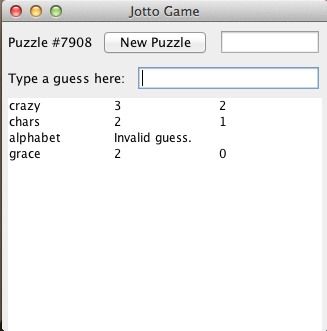 Jotto Game
Puzzle #7908 New Puzzle
Type a guess here:
crazy 3 2
chars 2 1
alphabet Invalid guess.
grace 2 0